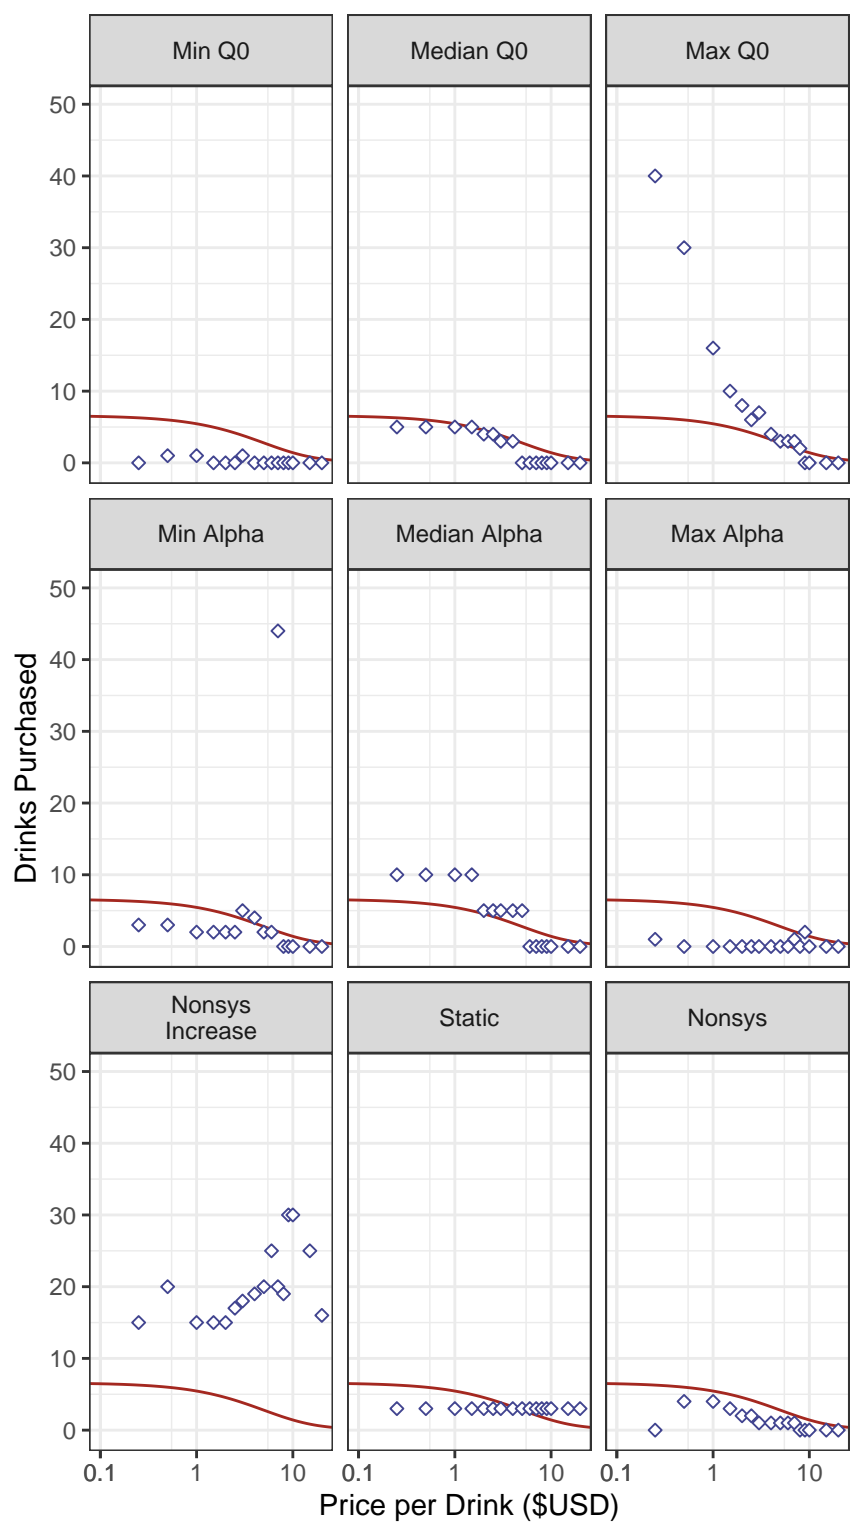 Min Q0 Median Q0 Max Q0
50
40
30
20
10
0
Min Alpha Median Alpha Max Alpha
50
40
30
20
10
0
Nonsys
Increase
Static Nonsys
50
40
30
20
10
0
0.1 1 10 0.1 1 10 0.1 1 10
Price per Drink ($USD)
Drinks Purchased